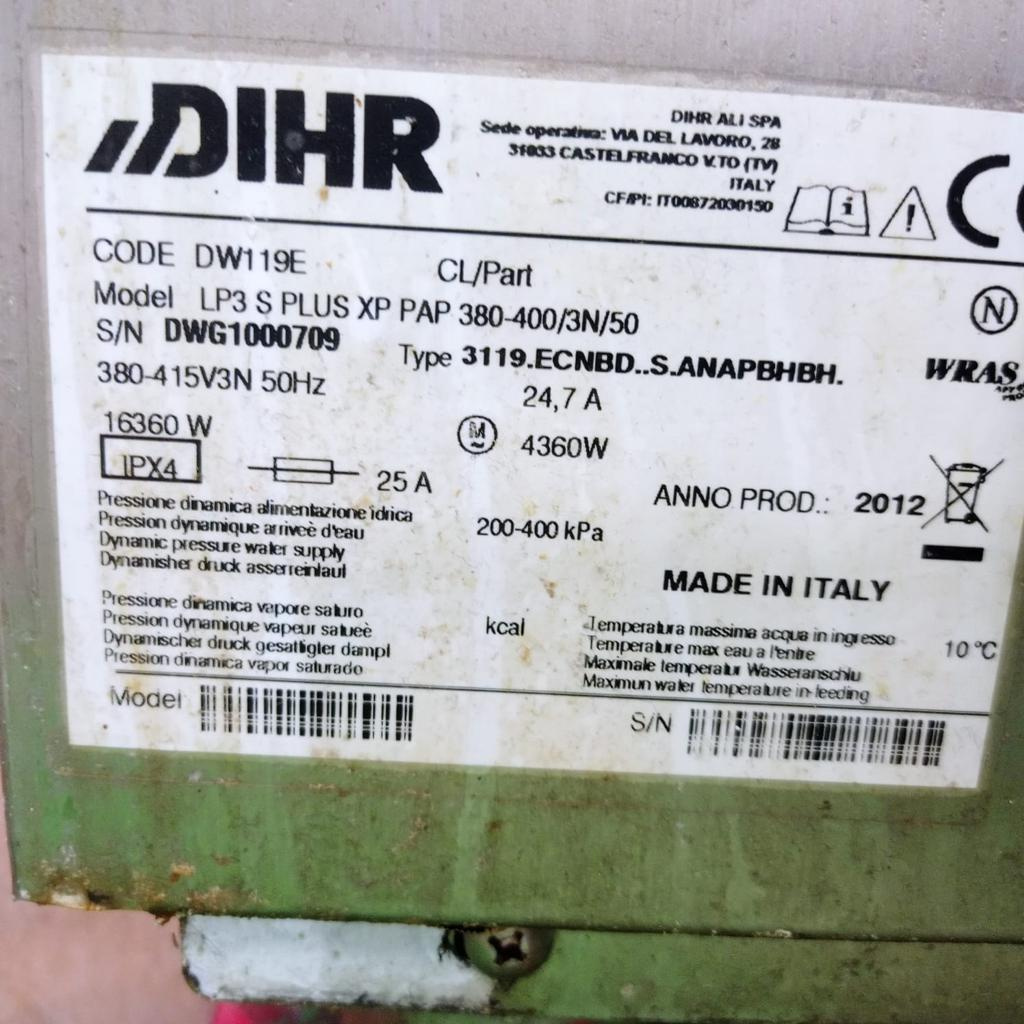 DIHR
DIHR ALI SPA
Sede operativa: VIA DEL LAVORO, 28
31033 CASTELFRANCO V.TO (TV)
ITALY
CF/PI: IT00872030150
CODE DW119E CL/Part
Model LP3 S PLUS XP PAP 380-400/3N/50
S/N DWG1000709 Type 3119.ECNBD..S.ANAPBHBH.
380-415V3N 50Hz 24,7 A
16360 W M 4360W
IPX4 25 A
N
WRAS
ANNO PROD.: 2012
Pressione dinamica alimentazione idrica
Pression dynamique arriveè d'eau
Dynamic pressure water supply
Dynamisher druck asserreinlauf
200-400 kPa
MADE IN ITALY
Pressione dinamica vapore saturo
Pression dynamique vapeur satueè
Dynamischer druck gesattigter dampf
Pression dinamica vapor saturado
kcal
Temperatura massima acqua in ingresso
Temperature max eau a l'entre
Maximale temperatur Wasseranschlu
Maximun water temperature in feeding
10 °C
Model
S/N